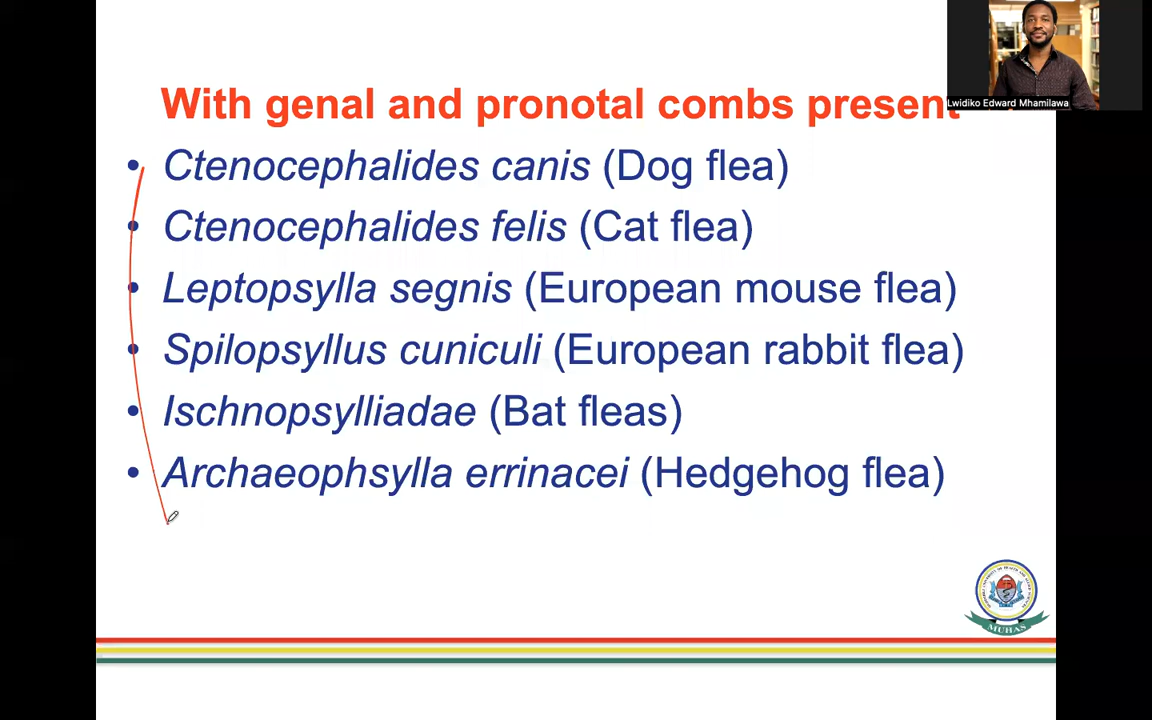 With genal and pronotal combs present
Lwidiko Edward Mhamilawa
• Ctenocephalides canis (Dog flea)
• Ctenocephalides felis (Cat flea)
• Leptopsylla segnis (European mouse flea)
• Spilopsyllus cuniculi (European rabbit flea)
• Ischnopsylliadae (Bat fleas)
• Archaeophsylla errinacei (Hedgehog flea)
MUHAS